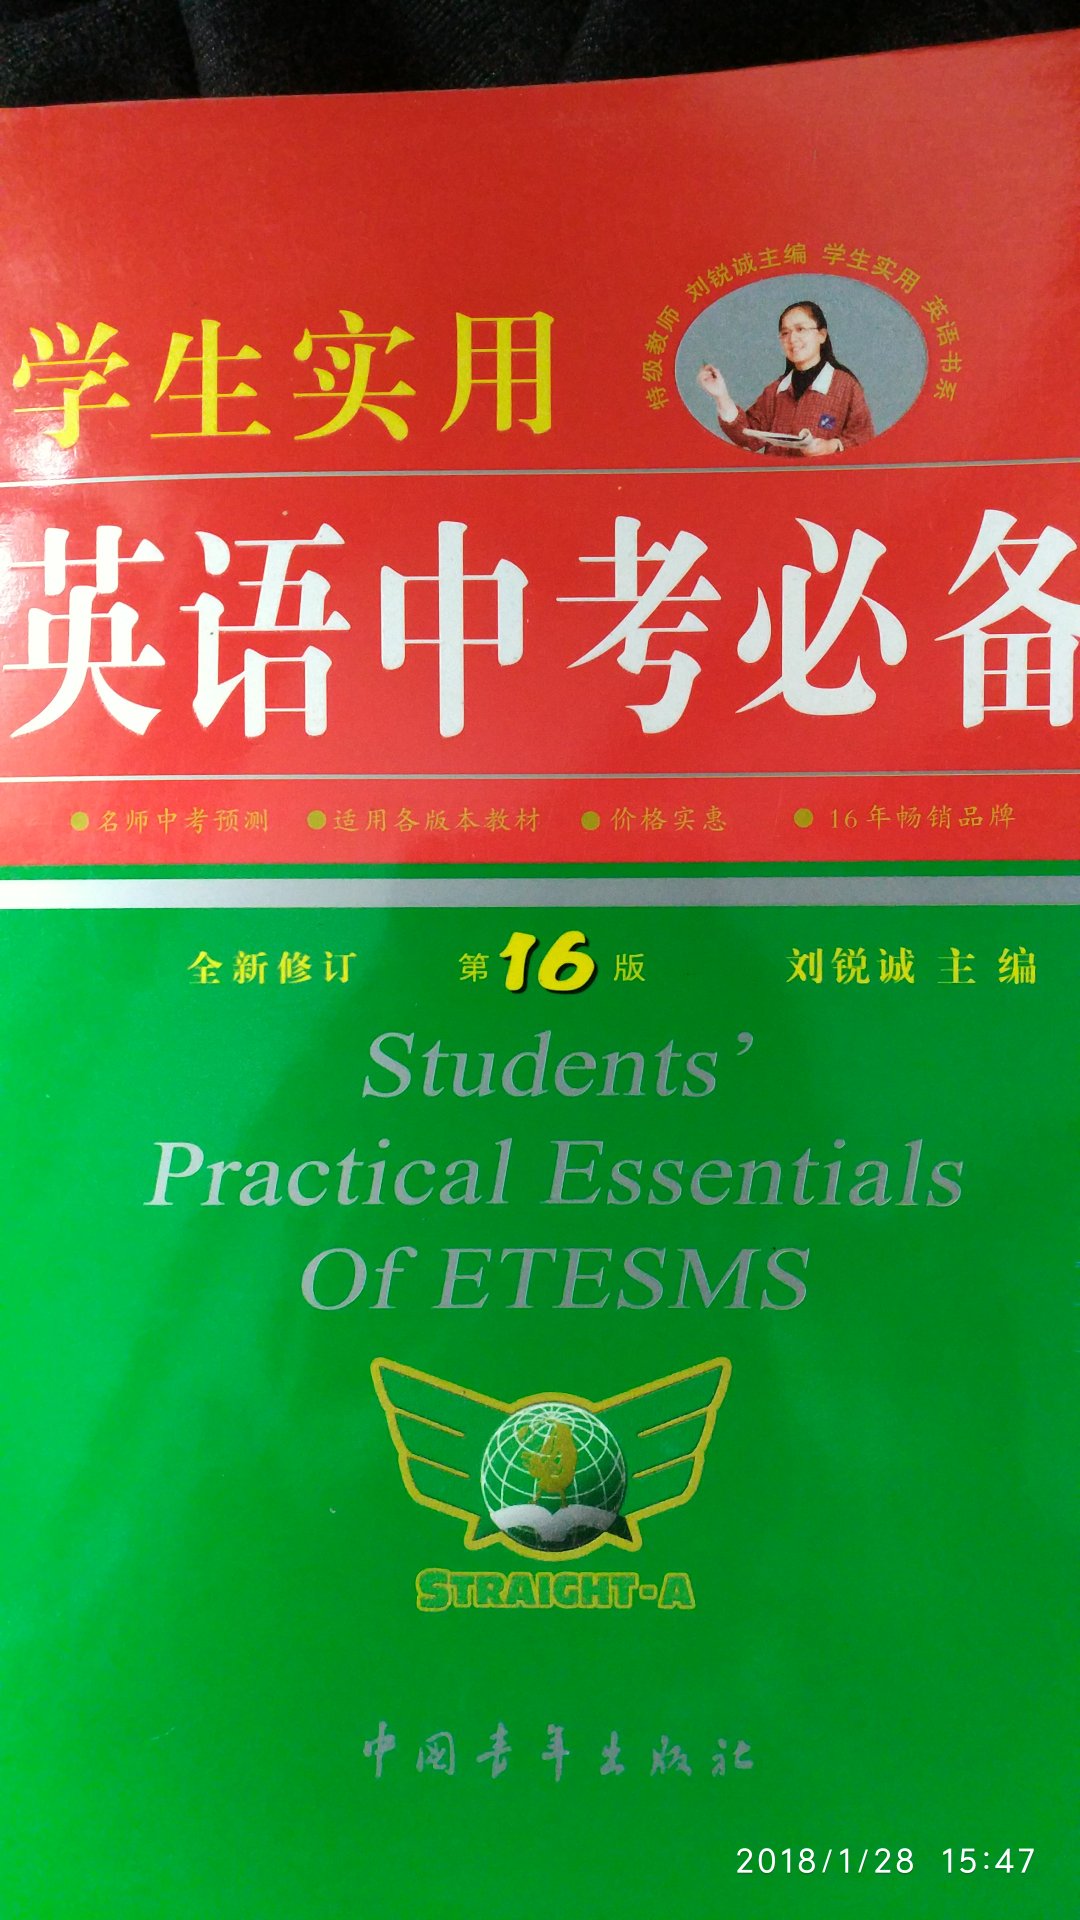 特级教师 刘锐诚主编 学生实用 英语书系
学生实用
英语中考必备
名师中考预测 适用各版本教材 价格实惠 16年畅销品牌
全新修订 第16版 刘锐诚 主编
Students’
Practical Essentials
Of ETESMS
STRAIGHT-A
中国青年出版社
2018/1/28 15:47